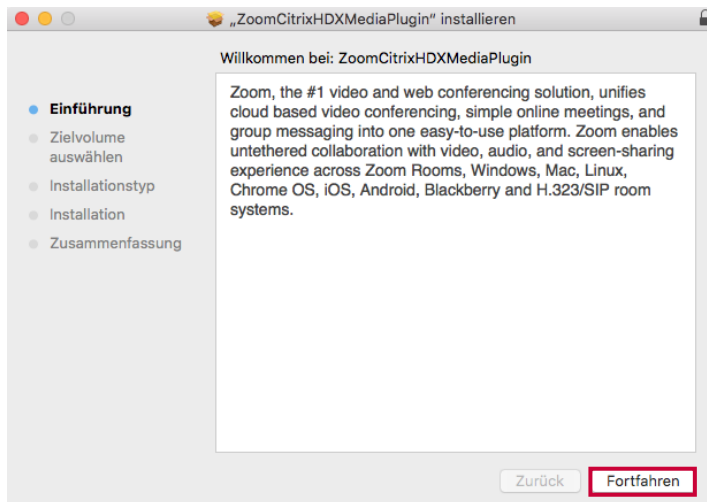 „ZoomCitrixHDXMediaPlugin“ installieren
Willkommen bei: ZoomCitrixHDXMediaPlugin
Einführung
Zielvolume
auswählen
Installationstyp
Installation
Zusammenfassung
Zoom, the #1 video and web conferencing solution, unifies
cloud based video conferencing, simple online meetings, and
group messaging into one easy-to-use platform. Zoom enables
untethered collaboration with video, audio, and screen-sharing
experience across Zoom Rooms, Windows, Mac, Linux,
Chrome OS, iOS, Android, Blackberry and H.323/SIP room
systems.
Zurück
Fortfahren